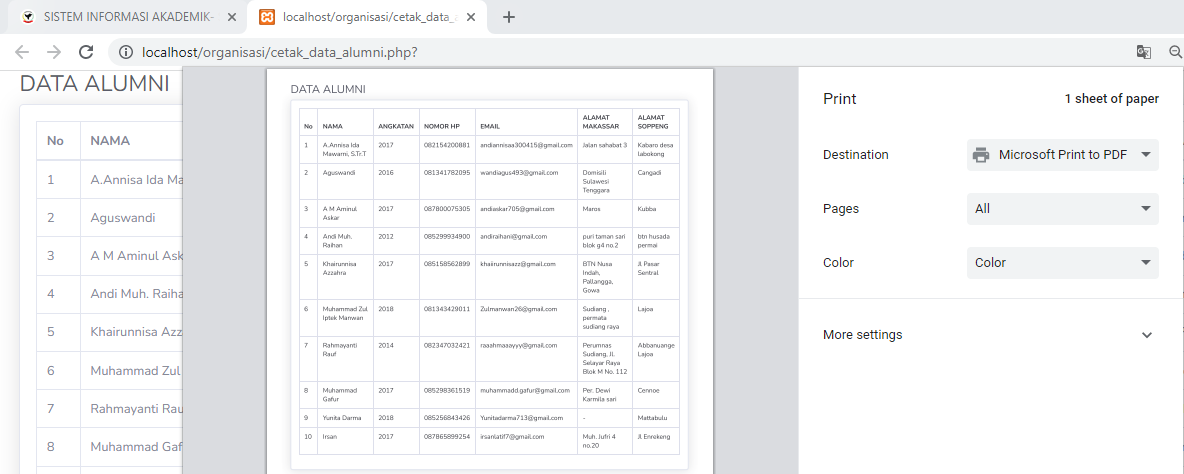 SISTEM INFORMASI AKADEMIK-
localhost/organisasi/cetak_data_a
localhost/organisasi/cetak_data_alumni.php?
DATA ALUMNI
No NAMA
1 A.Annisa Ida Ma
2 Aguswandi
3 A M Aminul Ask
4 Andi Muh. Raiha
5 Khairunnisa Azz
6 Muhammad Zul
7 Rahmayanti Rau
8 Muhammad Gaf
DATA ALUMNI
No NAMA ANGKATAN NOMOR HP EMAIL ALAMAT MAKASSAR ALAMAT SOPPENG
1 A.Annisa Ida Mawarni, S.Tr.T 2017 082154200881 andiannisaa300415@gmail.com Jalan sahabat 3 Kabaro desa labokong
2 Aguswandi 2016 081341782095 wandiagus493@gmail.com Domisili Sulawesi Tenggara Cangadi
3 A M Aminul Askar 2017 087800075305 andiaskar705@gmail.com Maros Kubba
4 Andi Muh. Raihan 2012 085299934900 andiraihani@gmail.com puri taman sari blok g4 no.2 btn husada permai
5 Khairunnisa Azzahra 2017 085158562899 khaiirunnisazz@gmail.com BTN Nusa Indah, Pallangga, Gowa Jl Pasar Sentral
6 Muhammad Zul Iptek Manwan 2018 081343429011 Zulmanwan26@gmail.com Sudiang , permata sudiang raya Lajoa
7 Rahmayanti Rauf 2014 082347032421 raaahmaaayyy@gmail.com Perumnas Sudiang, Jl. Selayar Raya Blok M No. 112 Abbanuange Lajoa
8 Muhammad Gafur 2017 085298361519 muhammadd.gafur@gmail.com Per. Dewi Karmila sari Cennoe
9 Yunita Darma 2018 085256843426 Yunitadarma713@gmail.com - Mattabulu
10 Irsan 2017 087865899254 irsanlatif7@gmail.com Muh. Jufri 4 no.20 Jl Enrekeng
Print 1 sheet of paper
Destination Microsoft Print to PDF
Pages All
Color Color
More settings